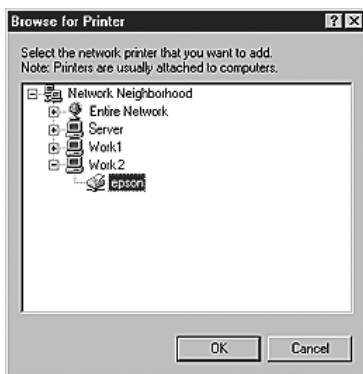 Browse for Printer
Select the network printer that you want to add.
Note: Printers are usually attached to computers.
Network Neighborhood
Entire Network
Server
Work1
Work2
epson
OK Cancel